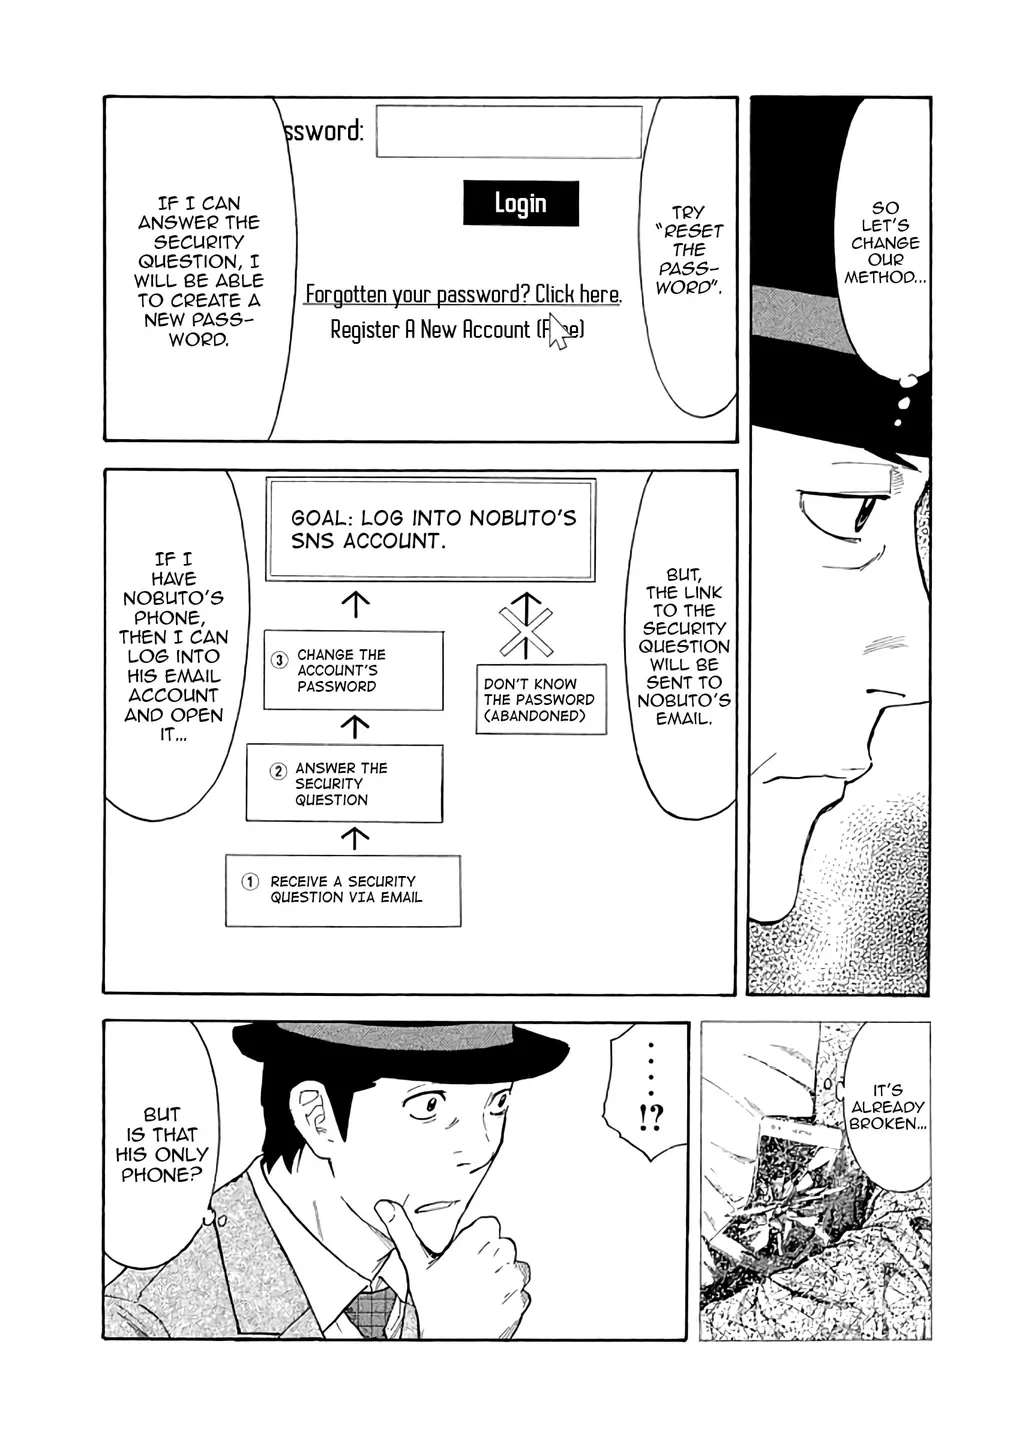 SO
LET'S
CHANGE
OUR
METHOD...
TRY
"RESET
THE
PASS-
WORD".
ssword:
Login
Forgotten your password? Click here.
Register A New Account (Free)
IF I CAN
ANSWER THE
SECURITY
QUESTION, I
WILL BE ABLE
TO CREATE A
NEW PASS-
WORD.
BUT,
THE LINK
TO THE
SECURITY
QUESTION
WILL BE
SENT TO
NOBUTO'S
EMAIL.
GOAL: LOG INTO NOBUTO'S
SNS ACCOUNT.
③ CHANGE THE
ACCOUNT'S
PASSWORD
DON'T KNOW
THE PASSWORD
(ABANDONED)
② ANSWER THE
SECURITY
QUESTION
① RECEIVE A SECURITY
QUESTION VIA EMAIL
IF I
HAVE
NOBUTO'S
PHONE,
THEN I CAN
LOG INTO
HIS EMAIL
ACCOUNT
AND OPEN
IT...
IT'S
ALREADY
BROKEN...
......!?
BUT
IS THAT
HIS ONLY
PHONE?